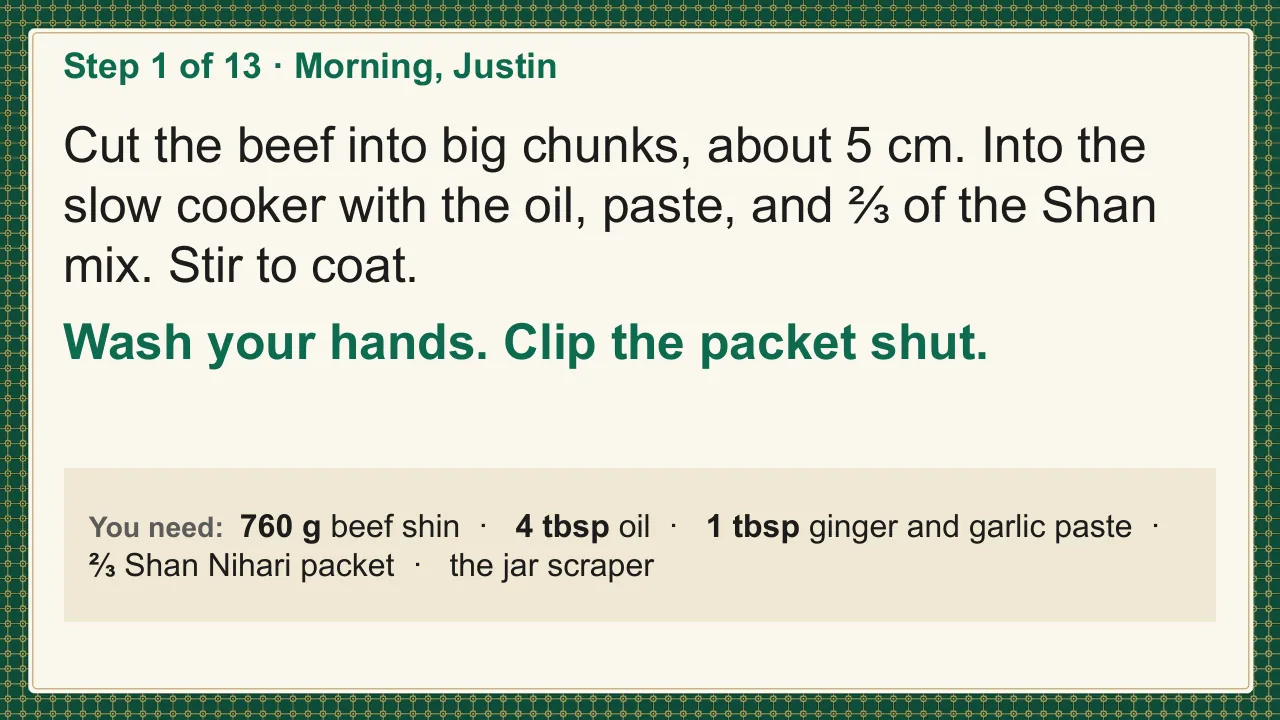 Step 1 of 13 · Morning, Justin
Cut the beef into big chunks, about 5 cm. Into the
slow cooker with the oil, paste, and ⅔ of the Shan
mix. Stir to coat.
Wash your hands. Clip the packet shut.
You need: 760 g beef shin · 4 tbsp oil · 1 tbsp ginger and garlic paste ·
⅔ Shan Nihari packet · the jar scraper